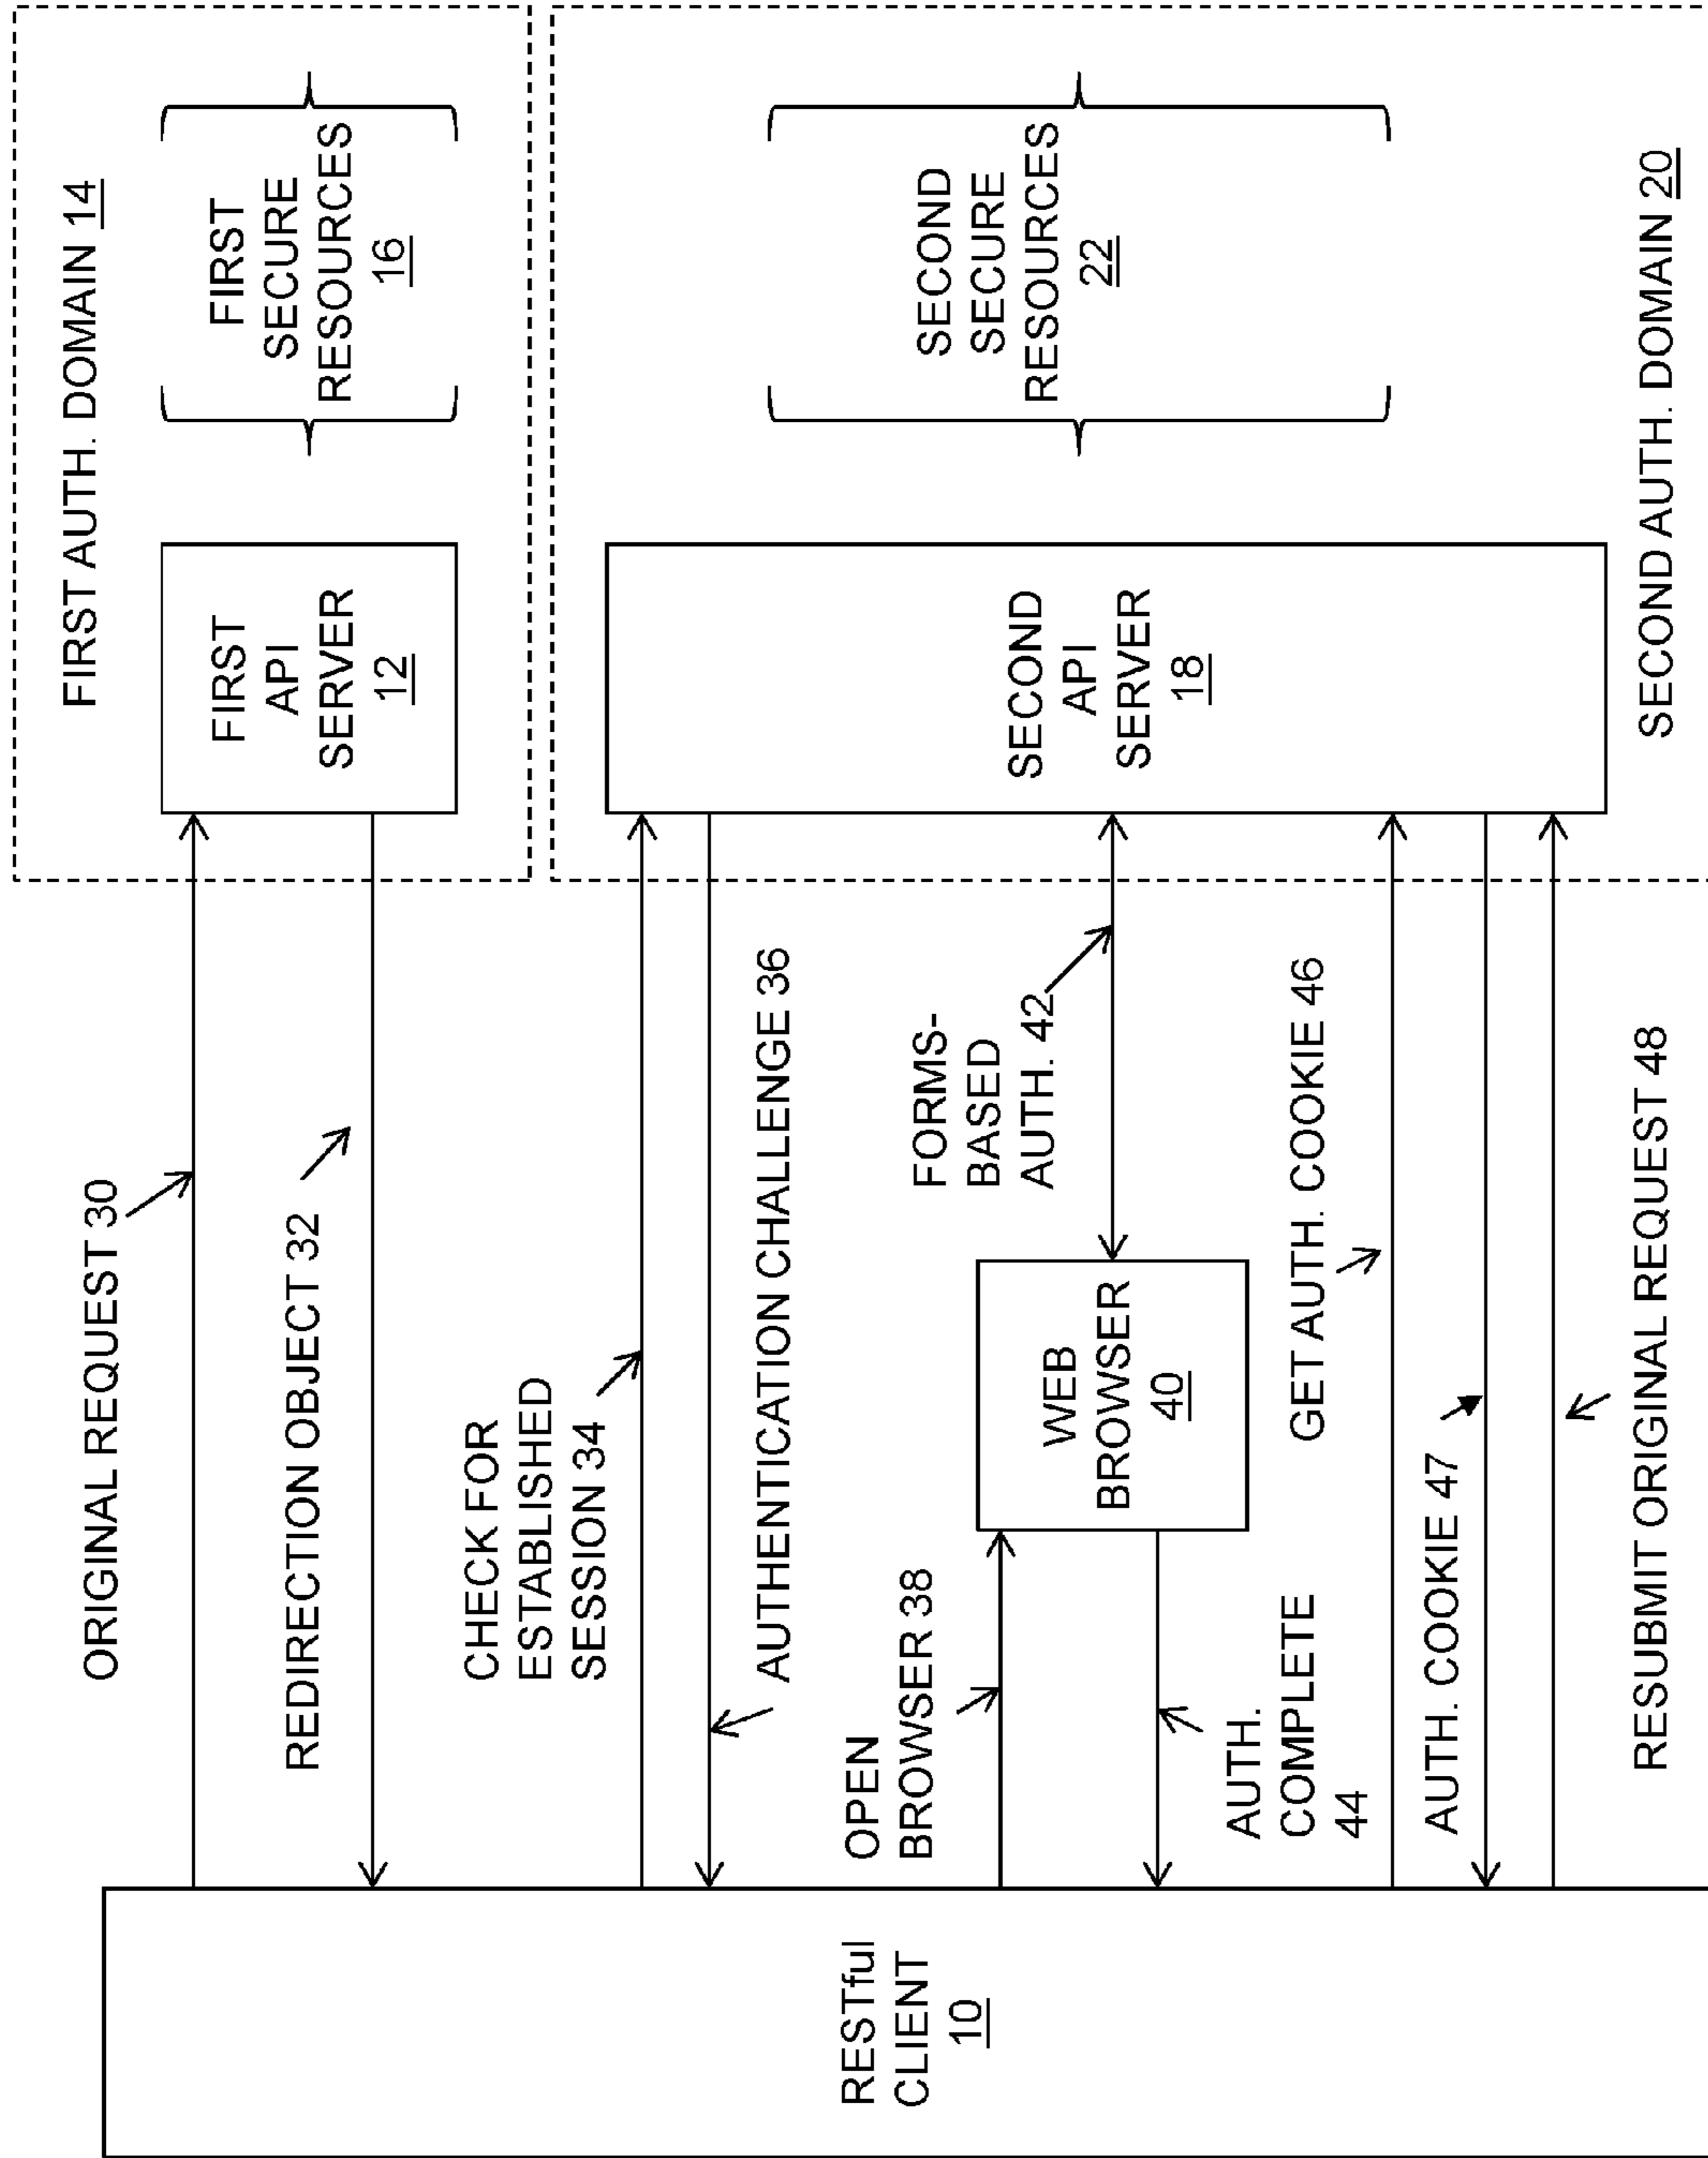 FIRST AUTH. DOMAIN 14
FIRST
API
SERVER
12
FIRST
SECURE
RESOURCES
16
ORIGINAL REQUEST 30
REDIRECTION OBJECT 32
CHECK FOR
ESTABLISHED
SESSION 34
AUTHENTICATION CHALLENGE 36
RESTful
CLIENT
10
OPEN
BROWSER 38
WEB
BROWSER
40
FORMS-
BASED
AUTH. 42
SECOND
API
SERVER
18
SECOND
SECURE
RESOURCES
22
AUTH.
COMPLETE
44
GET AUTH. COOKIE 46
AUTH. COOKIE 47
RESUBMIT ORIGINAL REQUEST 48
SECOND AUTH. DOMAIN 20